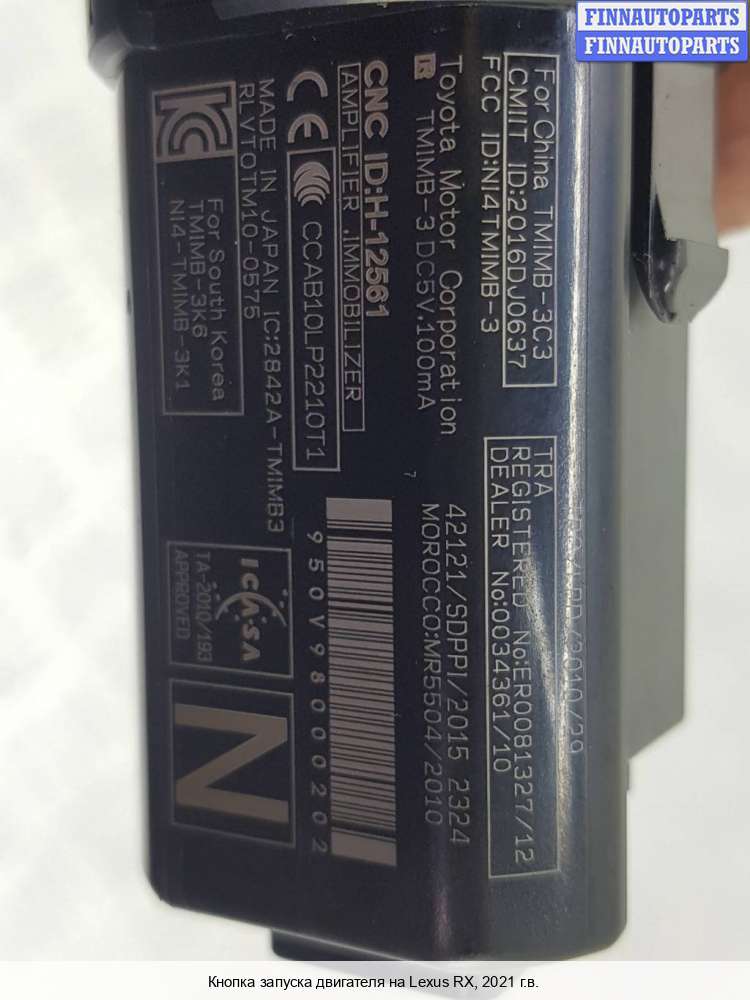 FINNAUTOPARTS
FINNAUTOPARTS
For China TMIMB-3C3
CMIIT ID:2016DJ0637
FCC ID:NI4TMIMB-3
Toyota Motor Corporation
TMIMB-3 DC5V.100mA
CNC ID:H-12561
AMPLIFIER ,IMMOBILIZER
CE CCC CCAB10LP2210T1
MADE IN JAPAN IC:2842A-TMIMB3
RLVTOTM10-0575
For South Korea
TMIMB-3K6
NI4-TMIMB-3K1
TRA
REGISTERED No:ER0081327/12
DEALER No:0034361/10
42121/SDPPI/2015 2324
MOROCCO:MR5504/2010
7
950V98000202
ICASA
TA-2010/193
APPROVED
N
Кнопка запуска двигателя на Lexus RX, 2021 г.в.